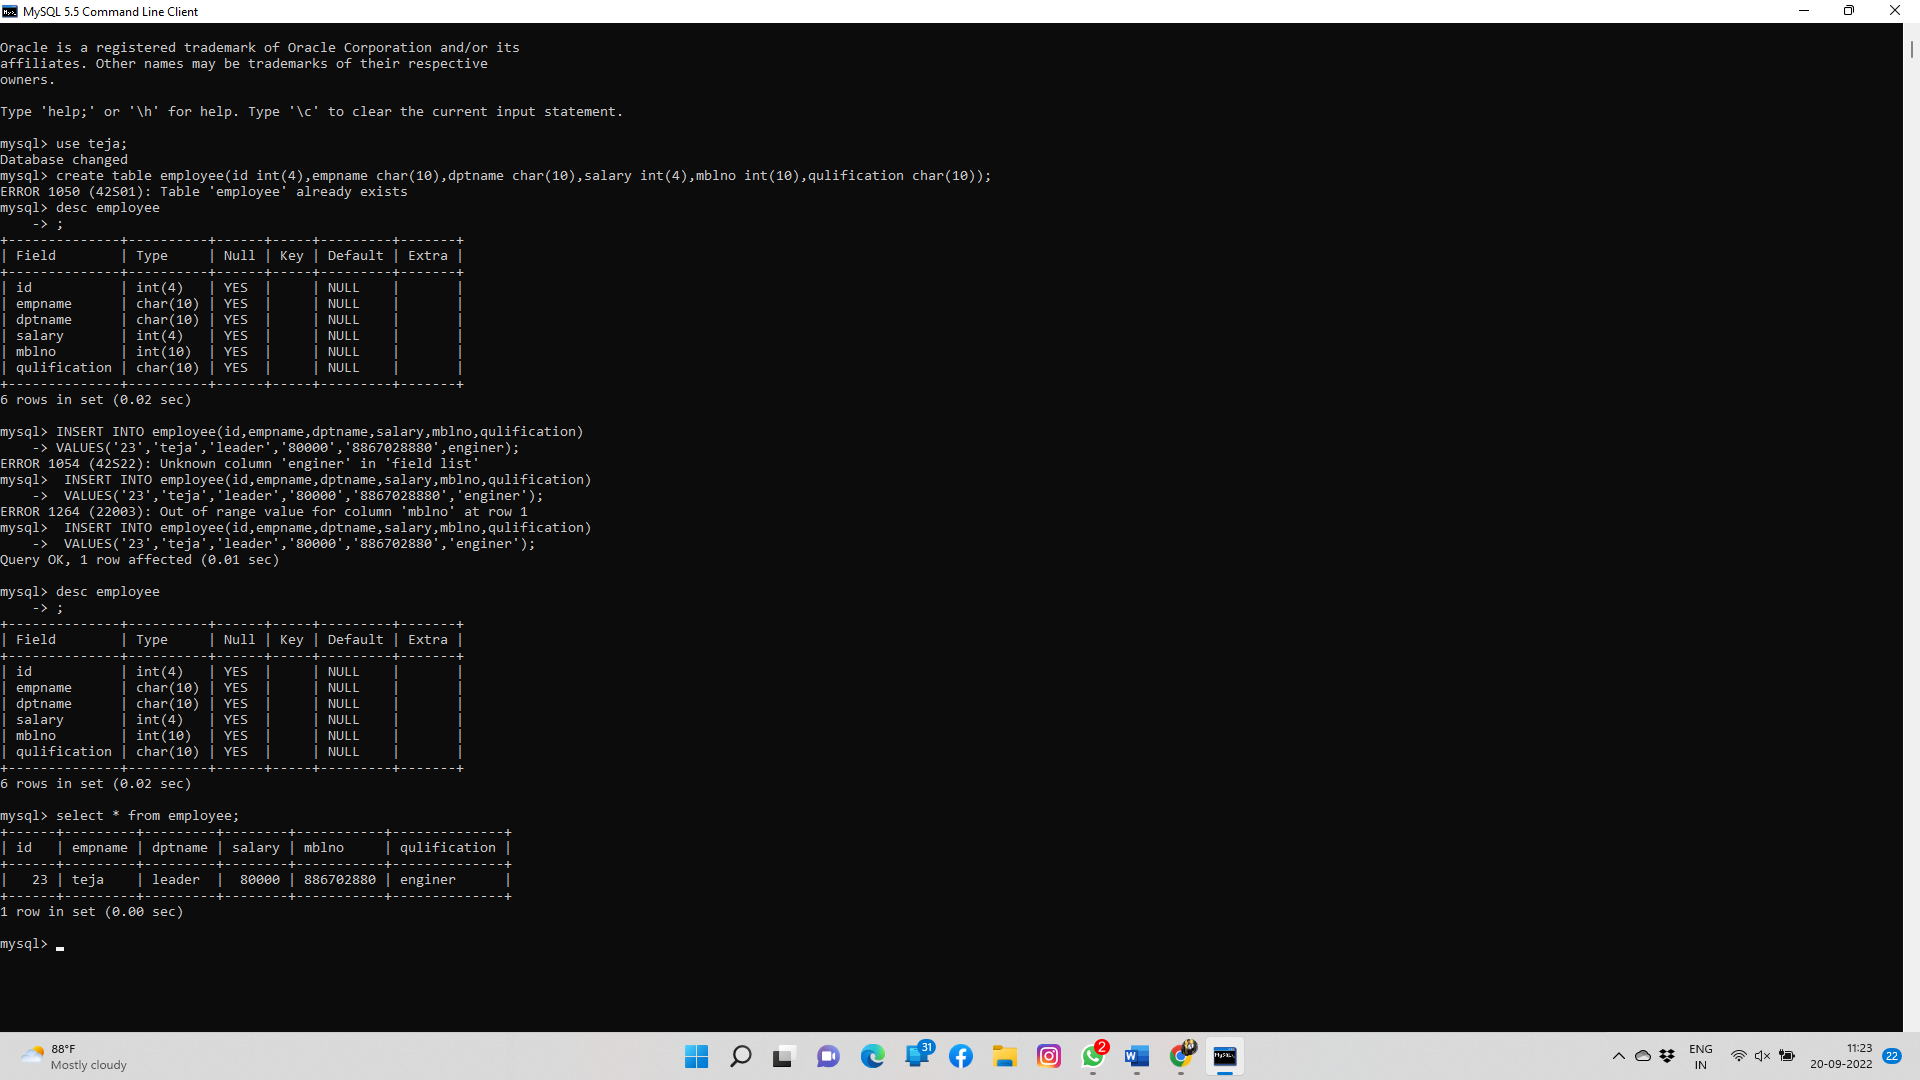 MySQL 5.5 Command Line Client
Oracle is a registered trademark of Oracle Corporation and/or its
affiliates. Other names may be trademarks of their respective
owners.
Type 'help;' or '\h' for help. Type '\c' to clear the current input statement.
mysql> use teja;
Database changed
mysql> create table employee(id int(4),empname char(10),dptname char(10),salary int(4),mblno int(10),qulification char(10));
ERROR 1050 (42S01): Table 'employee' already exists
mysql> desc employee
    -> ;
+--------------+----------+------+-----+---------+-------+
| Field        | Type     | Null | Key | Default | Extra |
+--------------+----------+------+-----+---------+-------+
| id           | int(4)   | YES  |     | NULL    |       |
| empname      | char(10) | YES  |     | NULL    |       |
| dptname      | char(10) | YES  |     | NULL    |       |
| salary       | int(4)   | YES  |     | NULL    |       |
| mblno        | int(10)  | YES  |     | NULL    |       |
| qulification | char(10) | YES  |     | NULL    |       |
+--------------+----------+------+-----+---------+-------+
6 rows in set (0.02 sec)
mysql> INSERT INTO employee(id,empname,dptname,salary,mblno,qulification)
    -> VALUES('23','teja','leader','80000','8867028880',enginer);
ERROR 1054 (42S22): Unknown column 'enginer' in 'field list'
mysql>  INSERT INTO employee(id,empname,dptname,salary,mblno,qulification)
    ->  VALUES('23','teja','leader','80000','8867028880','enginer');
ERROR 1264 (22003): Out of range value for column 'mblno' at row 1
mysql>  INSERT INTO employee(id,empname,dptname,salary,mblno,qulification)
    ->  VALUES('23','teja','leader','80000','886702880','enginer');
Query OK, 1 row affected (0.01 sec)
mysql> desc employee
    -> ;
+--------------+----------+------+-----+---------+-------+
| Field        | Type     | Null | Key | Default | Extra |
+--------------+----------+------+-----+---------+-------+
| id           | int(4)   | YES  |     | NULL    |       |
| empname      | char(10) | YES  |     | NULL    |       |
| dptname      | char(10) | YES  |     | NULL    |       |
| salary       | int(4)   | YES  |     | NULL    |       |
| mblno        | int(10)  | YES  |     | NULL    |       |
| qulification | char(10) | YES  |     | NULL    |       |
+--------------+----------+------+-----+---------+-------+
6 rows in set (0.02 sec)
mysql> select * from employee;
+------+---------+---------+--------+-----------+--------------+
| id   | empname | dptname | salary | mblno     | qulification |
+------+---------+---------+--------+-----------+--------------+
|   23 | teja    | leader  |  80000 | 886702880 | enginer      |
+------+---------+---------+--------+-----------+--------------+
1 row in set (0.00 sec)
mysql>
88°F
Mostly cloudy
31
2
W
MySQL
ENG
IN
11:23
20-09-2022
22